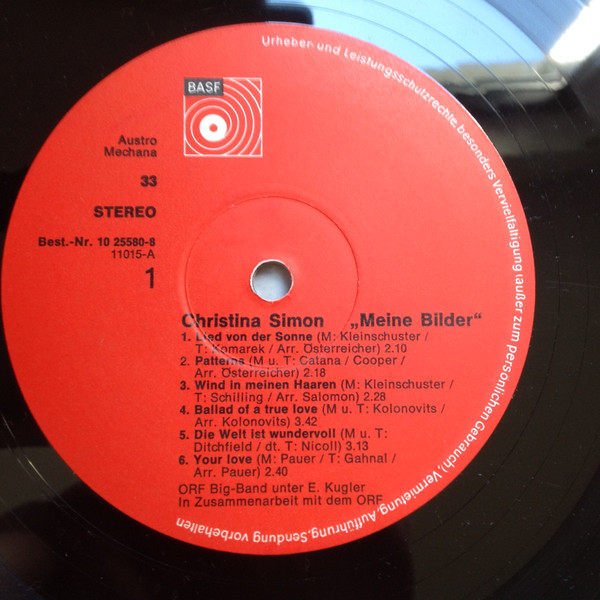 Urheber- und Leistungsschutzrechte, besonders Vervielfältigung (außer zum persönlichen Gebrauch), Vermietung, Aufführung, Sendung vorbehalten
BASF
Austro
Mechana
33
STEREO
Best.-Nr. 10 25580-8
11015-A
1
Christina Simon „Meine Bilder“
1. Lied von der Sonne (M: Kleinschuster /
T: Komarek / Arr. Österreicher) 2.10
2. Patterns (M u. T: Catana / Cooper /
Arr. Österreicher) 2.18
3. Wind in meinen Haaren (M: Kleinschuster /
T: Schilling / Arr. Salomon) 2.28
4. Ballad of a true love (M u. T: Kolonovits /
Arr. Kolonovits) 3.42
5. Die Welt ist wundervoll (M u. T:
Ditchfield / dt. T: Nicoll) 3.13
6. Your love (M: Pauer / T: Gahnal /
Arr. Pauer) 2.40
ORF Big-Band unter E. Kugler
In Zusammenarbeit mit dem ORF